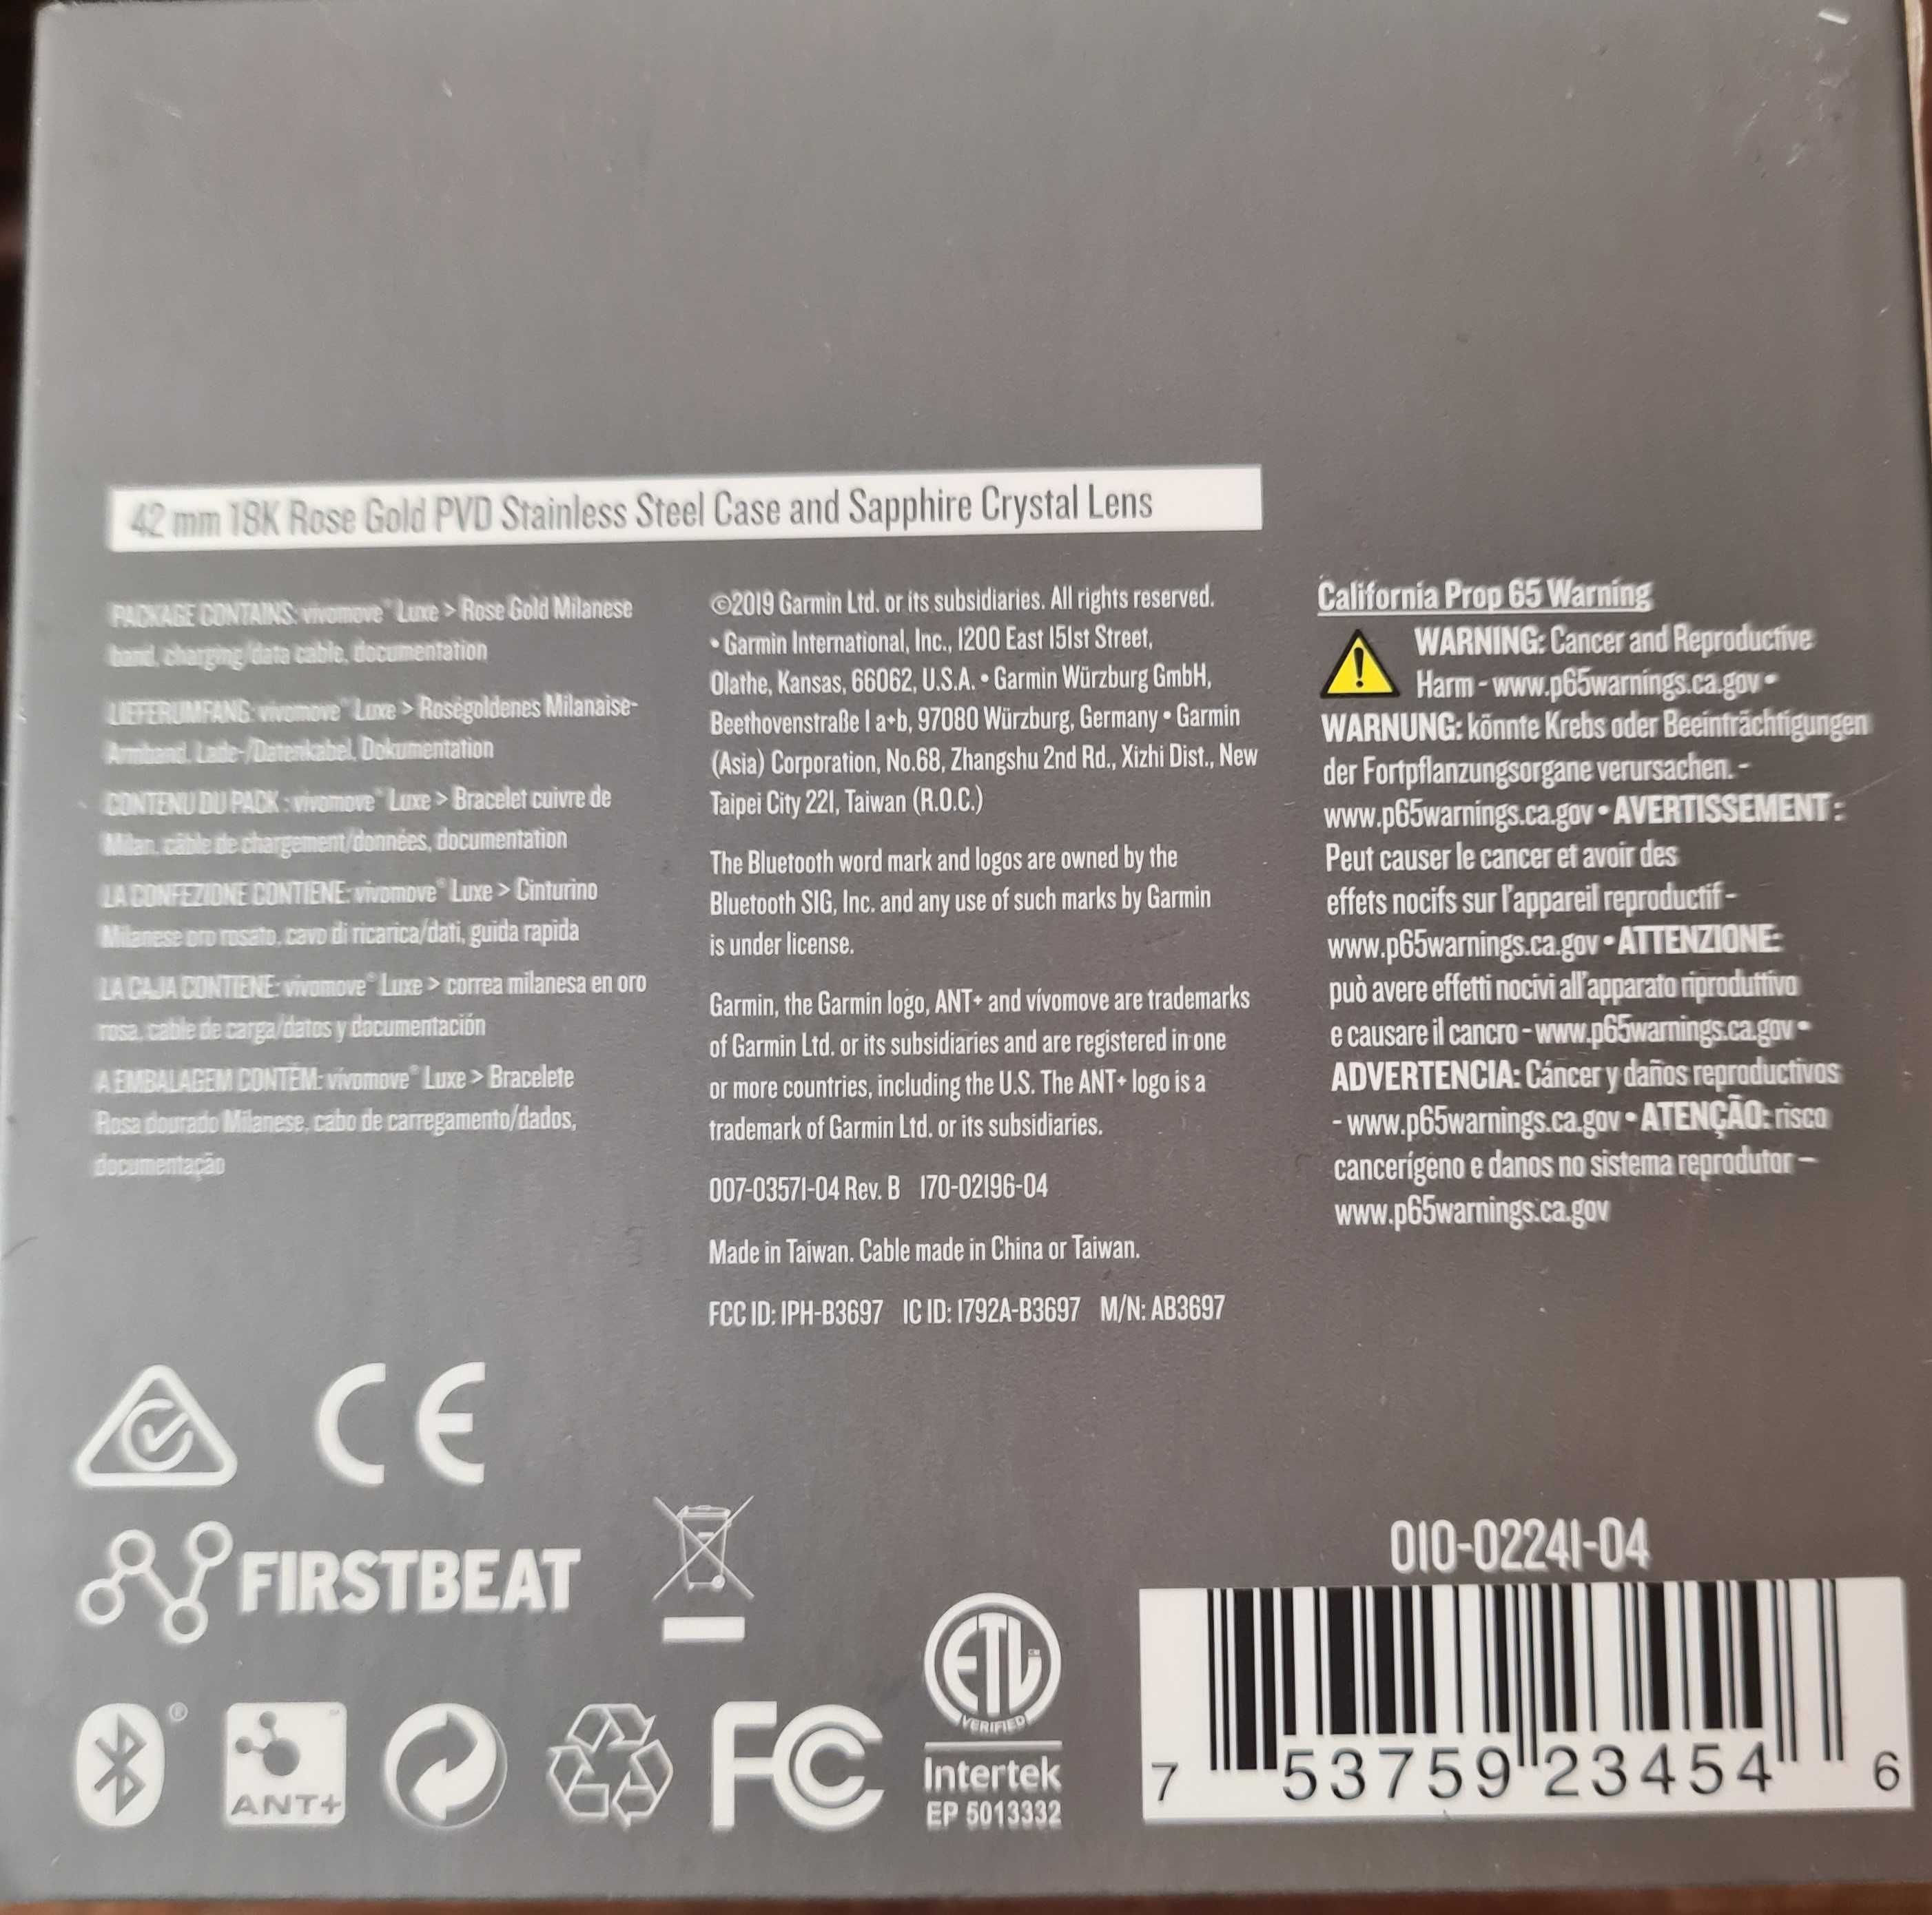 42 mm 18K Rose Gold PVD Stainless Steel Case and Sapphire Crystal Lens
PACKAGE CONTAINS: vívomove® Luxe > Rose Gold Milanese
band, charging/data cable, documentation
LIEFERUMFANG: vívomove® Luxe > Roségoldenes Milanaise-
Armband, Lade-/Datenkabel, Dokumentation
CONTENU DU PACK : vívomove® Luxe > Bracelet cuivre de
Milan, câble de chargement/données, documentation
LA CONFEZIONE CONTIENE: vívomove® Luxe > Cinturino
Milanese oro rosato, cavo di ricarica/dati, guida rapida
LA CAJA CONTIENE: vívomove® Luxe > correa milanesa en oro
rosa, cable de carga/datos y documentación
A EMBALAGEM CONTÉM: vívomove® Luxe > Bracelete
Rosa dourado Milanese, cabo de carregamento/dados,
documentação
©2019 Garmin Ltd. or its subsidiaries. All rights reserved.
• Garmin International, Inc., 1200 East 151st Street,
Olathe, Kansas, 66062, U.S.A. • Garmin Würzburg GmbH,
Beethovenstraße 1 a+b, 97080 Würzburg, Germany • Garmin
(Asia) Corporation, No.68, Zhangshu 2nd Rd., Xizhi Dist., New
Taipei City 221, Taiwan (R.O.C.)
The Bluetooth word mark and logos are owned by the
Bluetooth SIG, Inc. and any use of such marks by Garmin
is under license.
Garmin, the Garmin logo, ANT+ and vívomove are trademarks
of Garmin Ltd. or its subsidiaries and are registered in one
or more countries, including the U.S. The ANT+ logo is a
trademark of Garmin Ltd. or its subsidiaries.
007-03571-04 Rev. B 170-02196-04
Made in Taiwan. Cable made in China or Taiwan.
FCC ID: IPH-B3697 IC ID: 1792A-B3697 M/N: AB3697
California Prop 65 Warning
WARNING: Cancer and Reproductive
Harm - www.p65warnings.ca.gov •
WARNUNG: könnte Krebs oder Beeinträchtigungen
der Fortpflanzungsorgane verursachen. -
www.p65warnings.ca.gov • AVERTISSEMENT :
Peut causer le cancer et avoir des
effets nocifs sur l'appareil reproductif -
www.p65warnings.ca.gov • ATTENZIONE:
può avere effetti nocivi all'apparato riproduttivo
e causare il cancro - www.p65warnings.ca.gov •
ADVERTENCIA: Cáncer y daños reproductivos
- www.p65warnings.ca.gov • ATENÇÃO: risco
cancerígeno e danos no sistema reprodutor –
www.p65warnings.ca.gov
CE
FIRSTBEAT
®
ANT+
FC
ETL
VERIFIED
Intertek
EP 5013332
010-02241-04
7 53759 23454 6